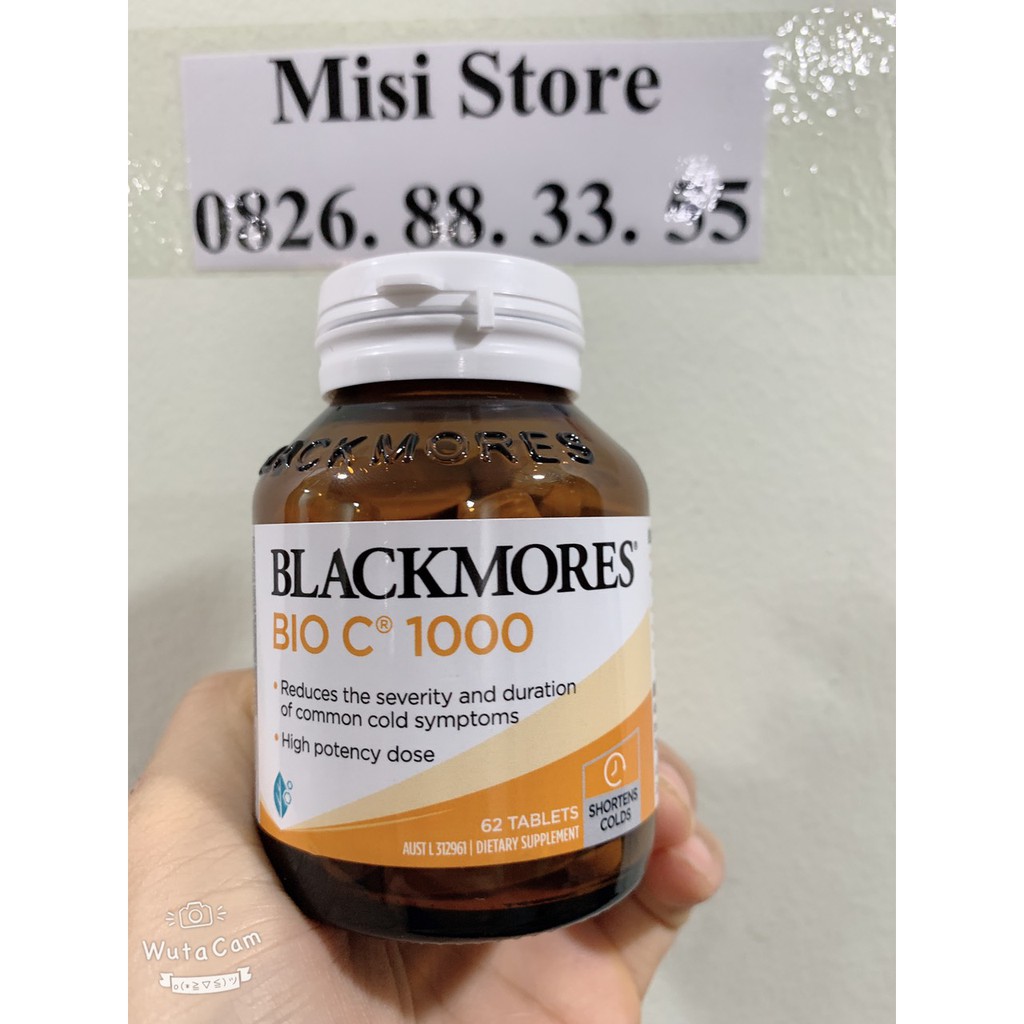 Misi Store
0826. 88. 33. 55
BLACKMORES
BLACKMORES®
BIO C® 1000
• Reduces the severity and duration
of common cold symptoms
• High potency dose
SHORTENS
COLDS
62 TABLETS
AUST L 312961 | DIETARY SUPPLEMENT
WutaCam